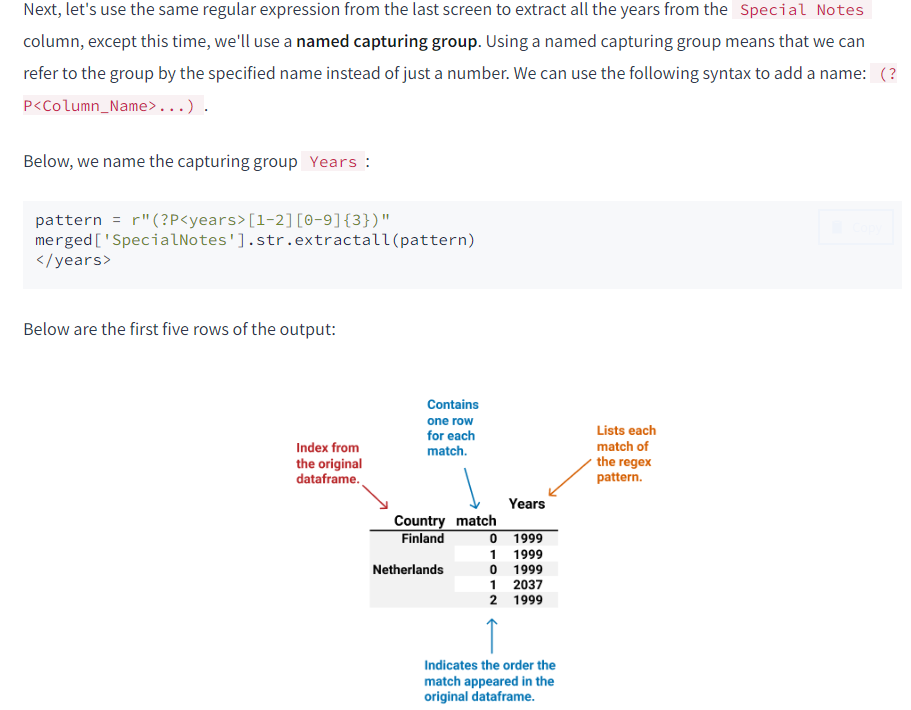 Next, let's use the same regular expression from the last screen to extract all the years from the Special Notes
column, except this time, we'll use a named capturing group. Using a named capturing group means that we can
refer to the group by the specified name instead of just a number. We can use the following syntax to add a name: (?
P<Column_Name>...) .
Below, we name the capturing group Years :
pattern = r"(?P<years>[1-2][0-9]{3})"
merged['SpecialNotes'].str.extractall(pattern)
</years>
Below are the first five rows of the output:
Contains
one row
for each
match.
Index from
the original
dataframe.
Lists each
match of
the regex
pattern.
Years
Country match
Finland 0 1999
1 1999
Netherlands 0 1999
1 2037
2 1999
Indicates the order the
match appeared in the
original dataframe.